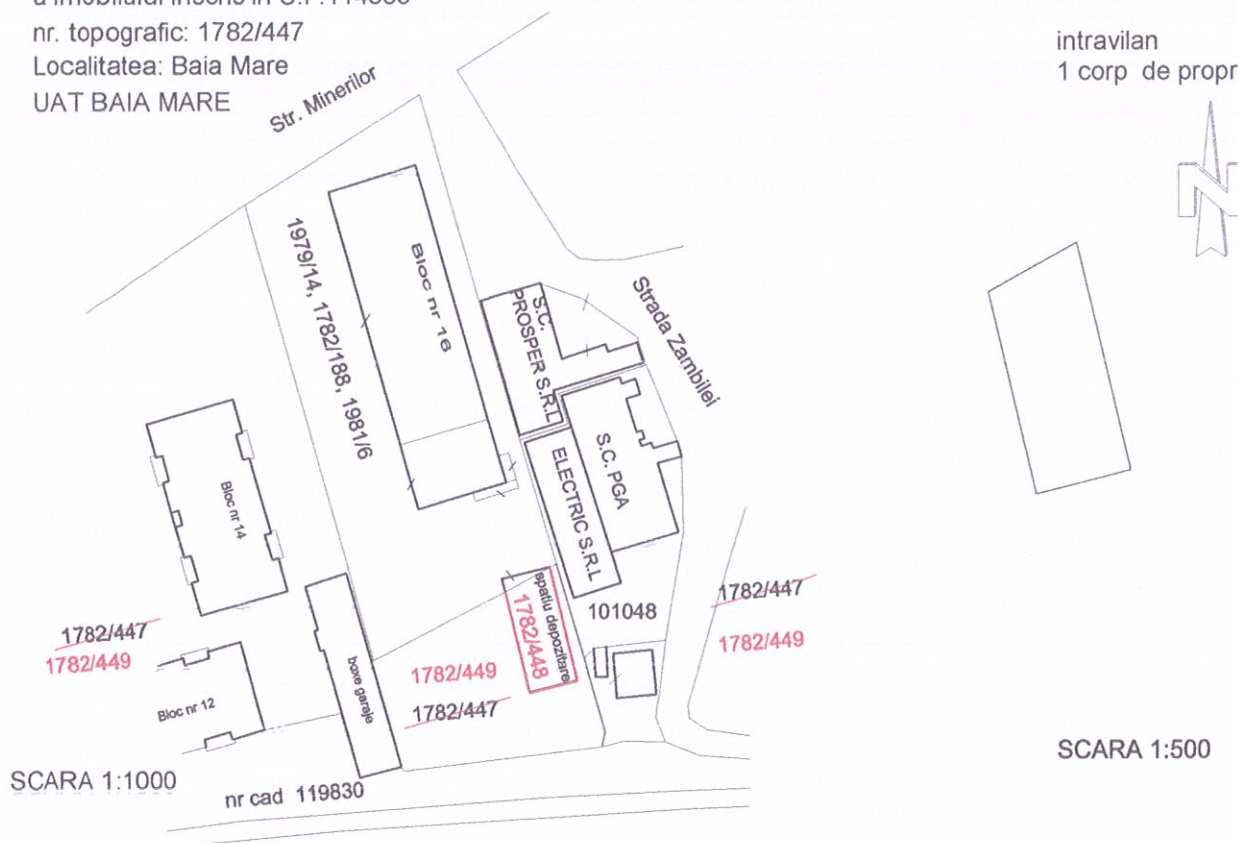 nr. topografic: 1782/447
Localitatea: Baia Mare
UAT BAIA MARE
intravilan
1 corp de propr
Str. Minerilor
1979/14, 1782/188, 1981/6
Bloc nr 16
S.C.
PROSPER S.R.L
Strada Zambilei
S.C. PGA
ELECTRIC S.R.L
Bloc nr 14
spatiu depozitare
1782/448
101048
1782/447
1782/449
1782/447
1782/449
boxe garaje
1782/449
1782/447
Bloc nr 12
SCARA 1:1000
nr cad 119830
SCARA 1:500